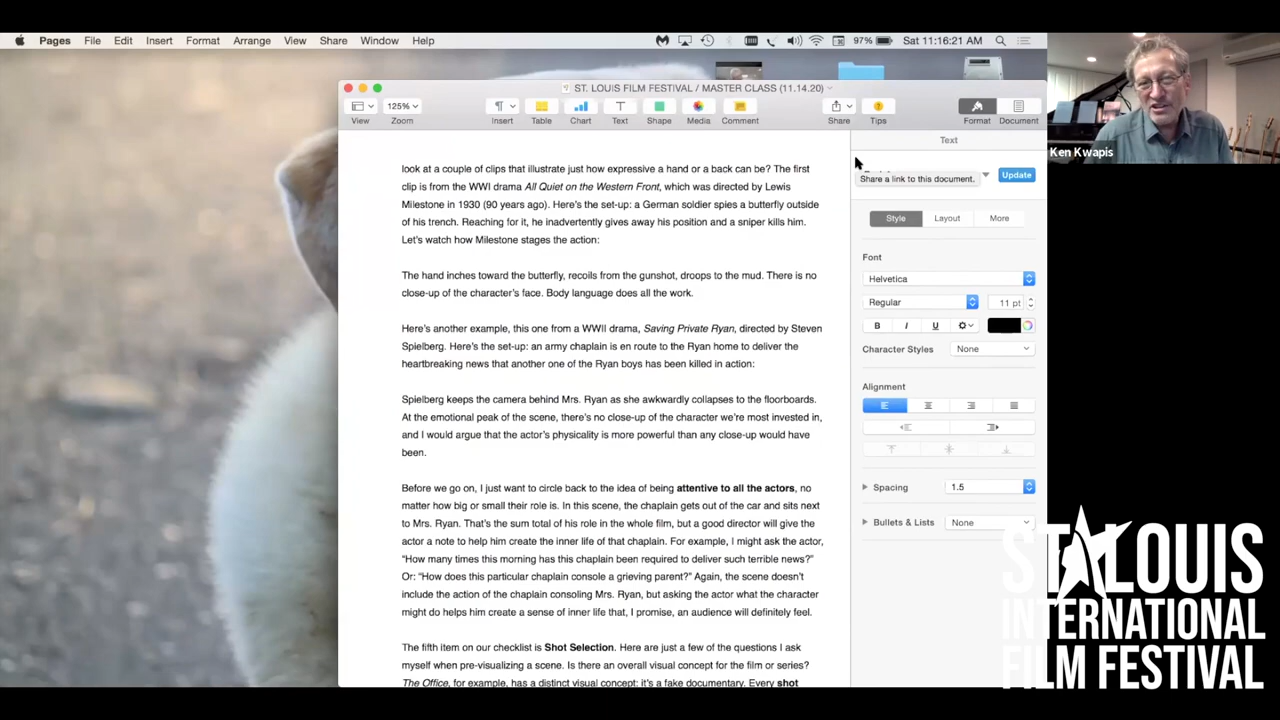 Pages File Edit Insert Format Arrange View Share Window Help
97% Sat 11:16:21 AM
ST. LOUIS FILM FESTIVAL / MASTER CLASS (11.14.20)
125%
View Zoom Insert Table Chart Text Shape Media Comment Share Tips Format Document
look at a couple of clips that illustrate just how expressive a hand or a back can be? The first
clip is from the WWI drama All Quiet on the Western Front, which was directed by Lewis
Milestone in 1930 (90 years ago). Here's the set-up: a German soldier spies a butterfly outside
of his trench. Reaching for it, he inadvertently gives away his position and a sniper kills him.
Let's watch how Milestone stages the action:
The hand inches toward the butterfly, recoils from the gunshot, droops to the mud. There is no
close-up of the character's face. Body language does all the work.
Here's another example, this one from a WWII drama, Saving Private Ryan, directed by Steven
Spielberg. Here's the set-up: an army chaplain is en route to the Ryan home to deliver the
heartbreaking news that another one of the Ryan boys has been killed in action:
Spielberg keeps the camera behind Mrs. Ryan as she awkwardly collapses to the floorboards.
At the emotional peak of the scene, there's no close-up of the character we're most invested in,
and I would argue that the actor's physicality is more powerful than any close-up would have
been.
Before we go on, I just want to circle back to the idea of being attentive to all the actors, no
matter how big or small their role is. In this scene, the chaplain gets out of the car and sits next
to Mrs. Ryan. That's the sum total of his role in the whole film, but a good director will give the
actor a note to help him create the inner life of that chaplain. For example, I might ask the actor,
"How many times this morning has this chaplain been required to deliver such terrible news?"
Or: "How does this particular chaplain console a grieving parent?" Again, the scene doesn't
include the action of the chaplain consoling Mrs. Ryan, but asking the actor what the character
might do helps him create a sense of inner life that, I promise, an audience will definitely feel.
The fifth item on our checklist is Shot Selection. Here are just a few of the questions I ask
myself when pre-visualizing a scene. Is there an overall visual concept for the film or series?
The Office, for example, has a distinct visual concept: it's a fake documentary. Every shot
Text
Share a link to this document.
Update
Style Layout More
Font
Helvetica
Regular 11 pt
B I U
Character Styles None
Alignment
Spacing 1.5
Bullets & Lists None
Ken Kwapis
ST LOUIS
INTERNATIONAL
FILM FESTIVAL